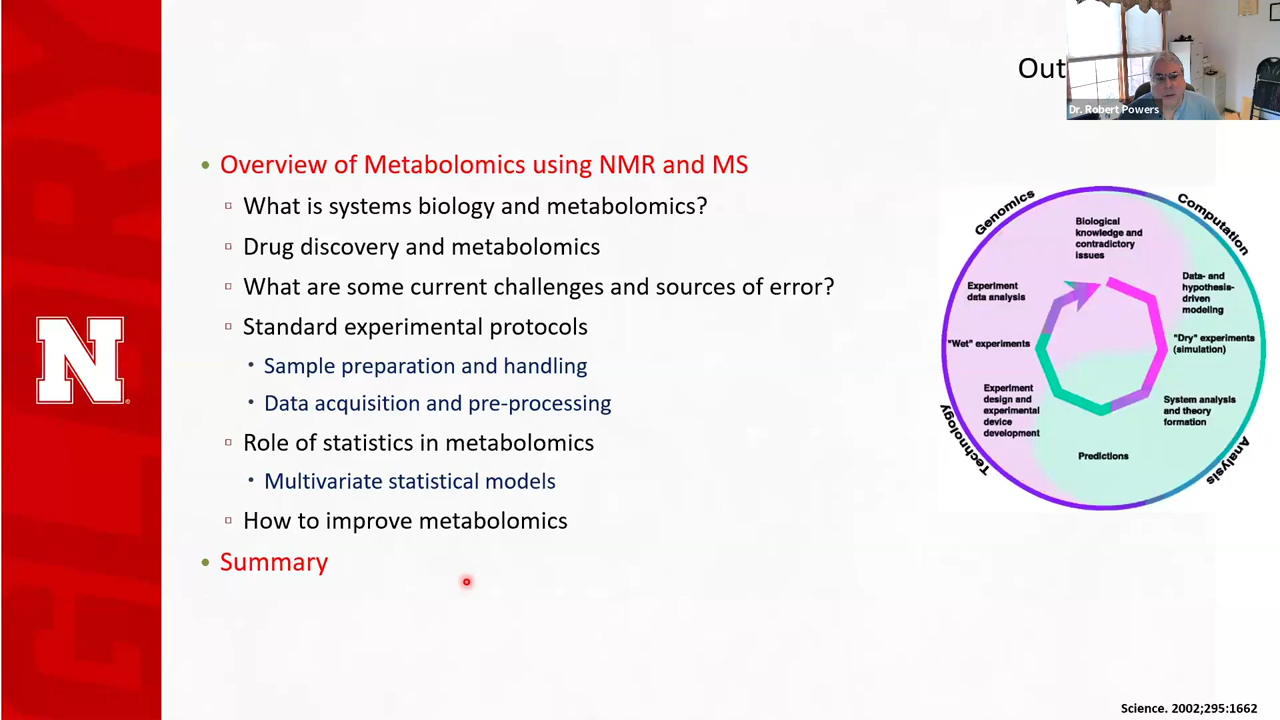 Out
Dr. Robert Powers
• Overview of Metabolomics using NMR and MS
What is systems biology and metabolomics?
Drug discovery and metabolomics
What are some current challenges and sources of error?
Standard experimental protocols
• Sample preparation and handling
• Data acquisition and pre-processing
Role of statistics in metabolomics
• Multivariate statistical models
How to improve metabolomics
• Summary
Genomics
Computation
Biological
knowledge and
contradictory
issues
Data- and
hypothesis-
driven
modeling
"Dry" experiments
(simulation)
System analysis
and theory
formation
Predictions
Experiment
design and
experimental
device
development
"Wet" experiments
Experiment
data analysis
Technology
Analysis
N
Science. 2002;295:1662